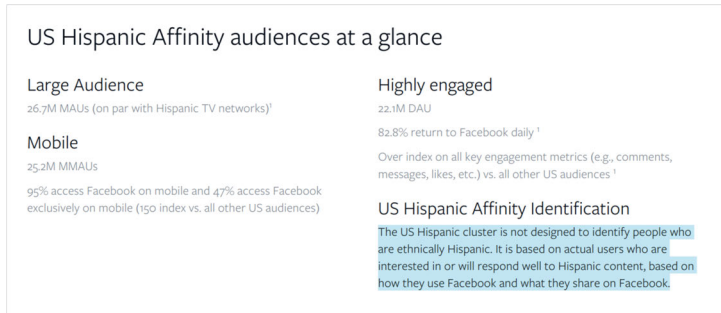 US Hispanic Affinity audiences at a glance
Large Audience
26.7M MAUs (on par with Hispanic TV networks)¹
Mobile
25.2M MMAUs
95% access Facebook on mobile and 47% access Facebook
exclusively on mobile (150 index vs. all other US audiences)
Highly engaged
22.1M DAU
82.8% return to Facebook daily ¹
Over index on all key engagement metrics (e.g., comments,
messages, likes, etc.) vs. all other US audiences ¹
US Hispanic Affinity Identification
The US Hispanic cluster is not designed to identify people who
are ethnically Hispanic. It is based on actual users who are
interested in or will respond well to Hispanic content, based on
how they use Facebook and what they share on Facebook.